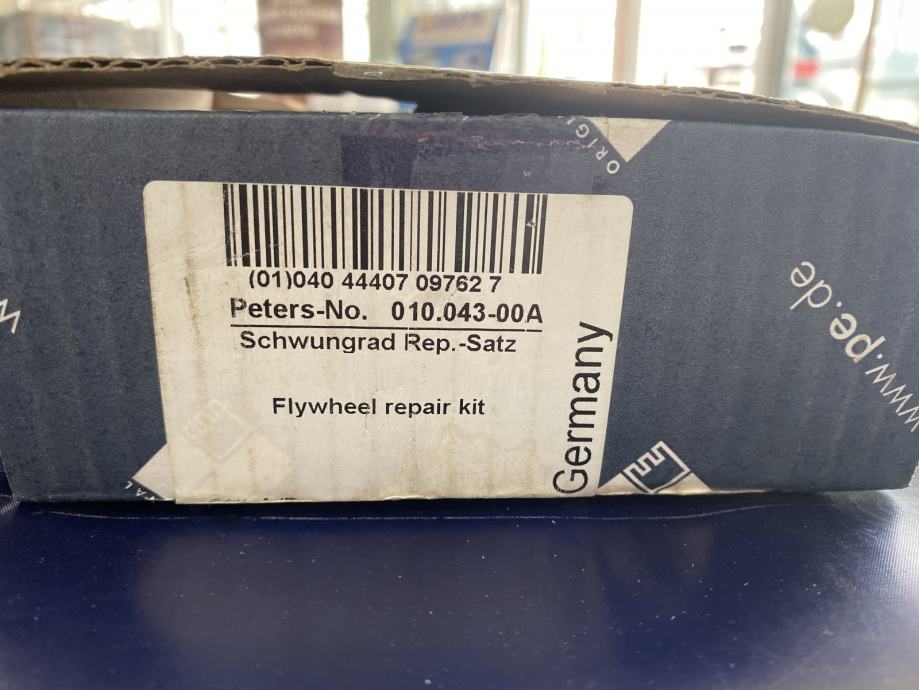 ORIGI
(01)040 44407 09762 7
Peters-No. 010.043-00A
Schwungrad Rep.-Satz
Flywheel repair kit
Germany
www.pe.de